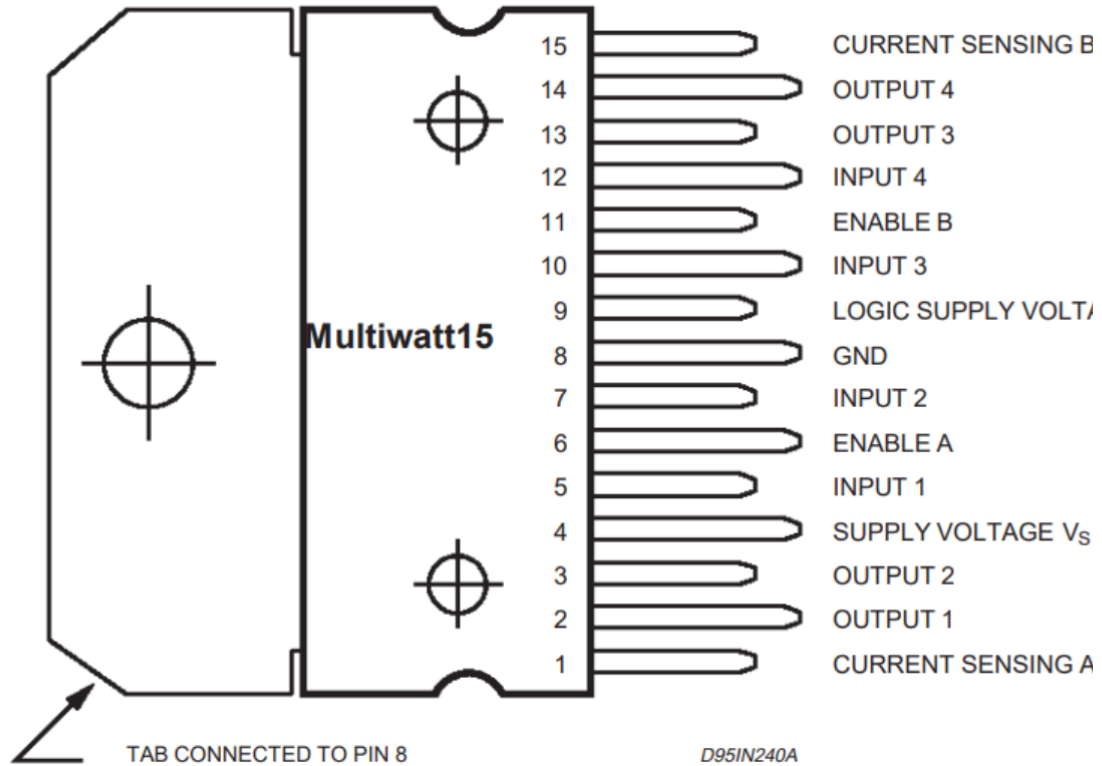 15 CURRENT SENSING B
14 OUTPUT 4
13 OUTPUT 3
12 INPUT 4
11 ENABLE B
10 INPUT 3
9 LOGIC SUPPLY VOLTA
Multiwatt15
8 GND
7 INPUT 2
6 ENABLE A
5 INPUT 1
4 SUPPLY VOLTAGE VS
3 OUTPUT 2
2 OUTPUT 1
1 CURRENT SENSING A
TAB CONNECTED TO PIN 8
D95IN240A